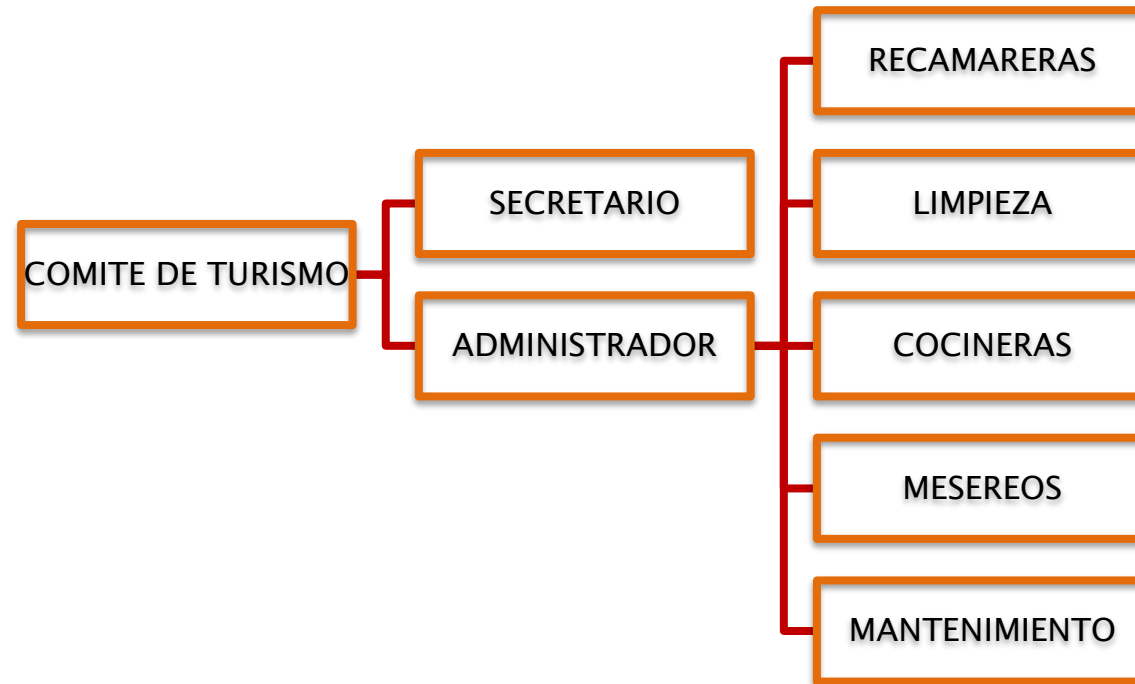 COMITE DE TURISMO
SECRETARIO
ADMINISTRADOR
RECAMARERAS
LIMPIEZA
COCINERAS
MESEREOS
MANTENIMIENTO